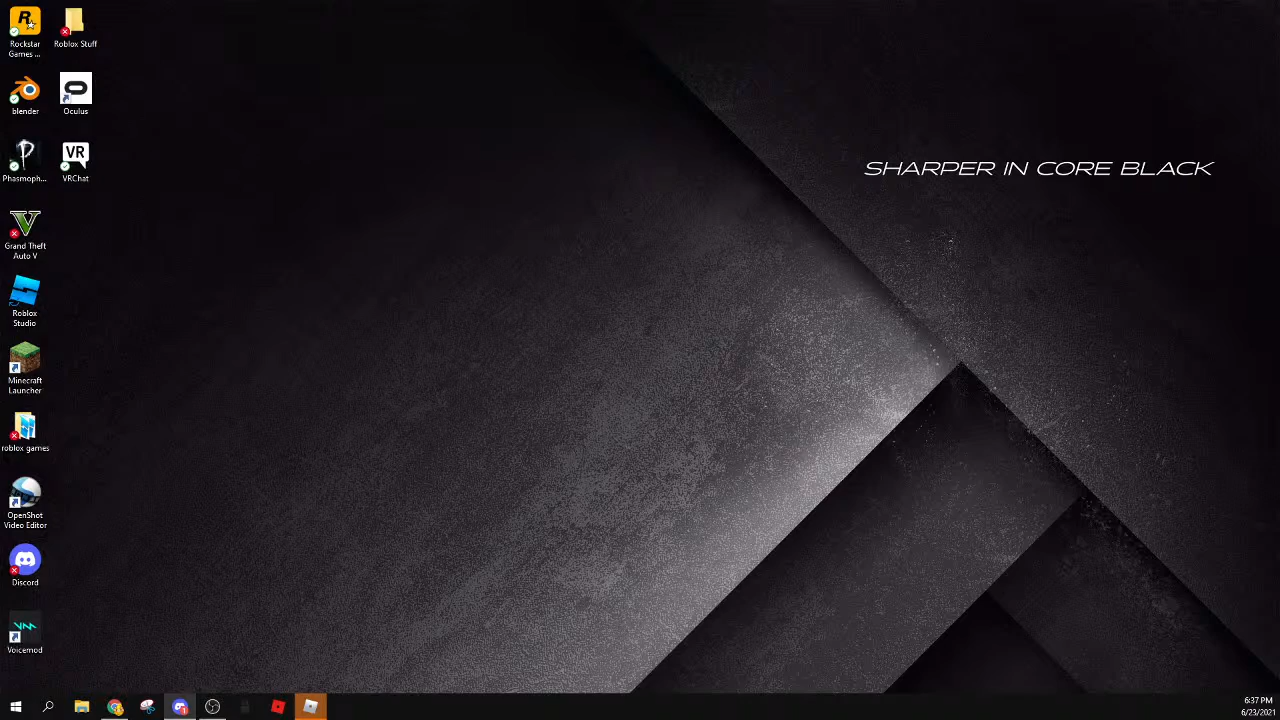 Rockstar
Games ...
Roblox Stuff
blender
Oculus
Phasmoph...
VR
VRChat
Grand Theft
Auto V
Roblox
Studio
Minecraft
Launcher
roblox games
OpenShot
Video Editor
Discord
Voicemod
SHARPER IN CORE BLACK
6:37 PM
6/23/2021